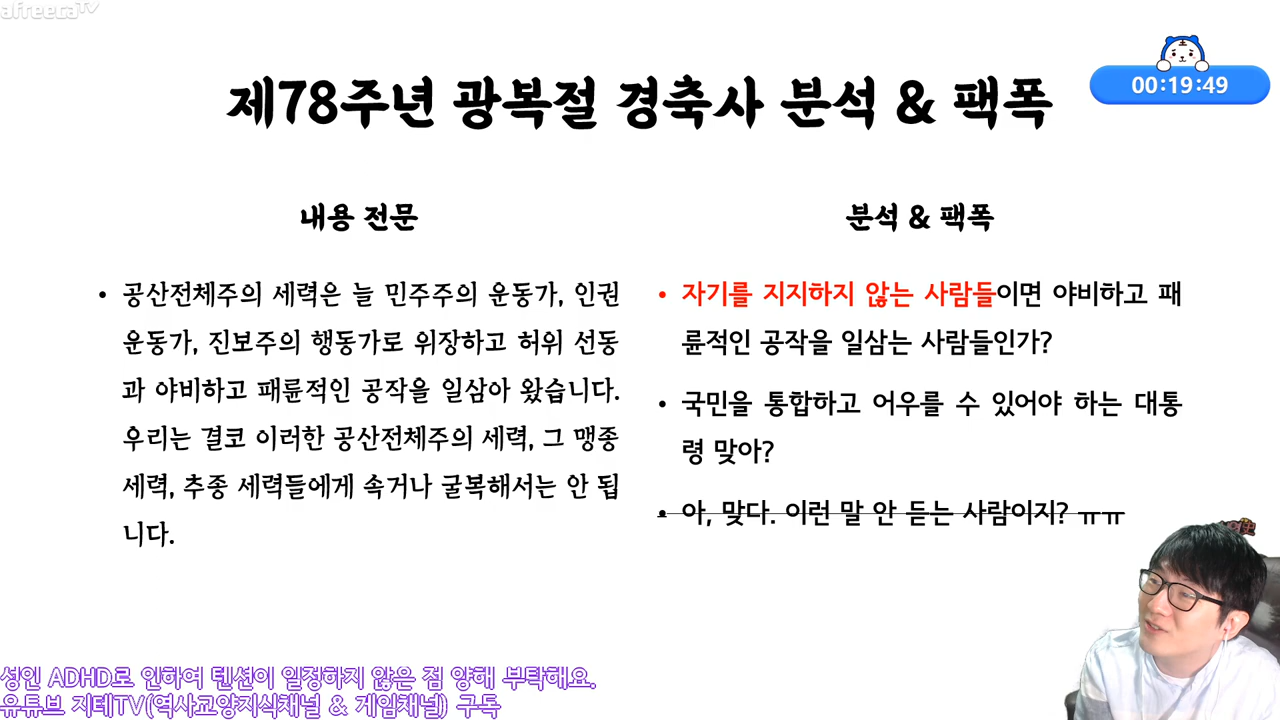 afreecaTV
00:19:49
제78주년 광복절 경축사 분석 & 팩폭
내용 전문
• 공산전체주의 세력은 늘 민주주의 운동가, 인권
운동가, 진보주의 행동가로 위장하고 허위 선동
과 야비하고 패륜적인 공작을 일삼아 왔습니다.
우리는 결코 이러한 공산전체주의 세력, 그 맹종
세력, 추종 세력들에게 속거나 굴복해서는 안 됩
니다.
분석 & 팩폭
• 자기를 지지하지 않는 사람들이면 야비하고 패
륜적인 공작을 일삼는 사람들인가?
• 국민을 통합하고 어우를 수 있어야 하는 대통
령 맞아?
• 아, 맞다. 이런 말 안 듣는 사람이지? ㅠㅠ
성인 ADHD로 인하여 텐션이 일정하지 않은 점 양해 부탁해요.
유튜브 지테TV(역사교양지식채널 & 게임채널) 구독